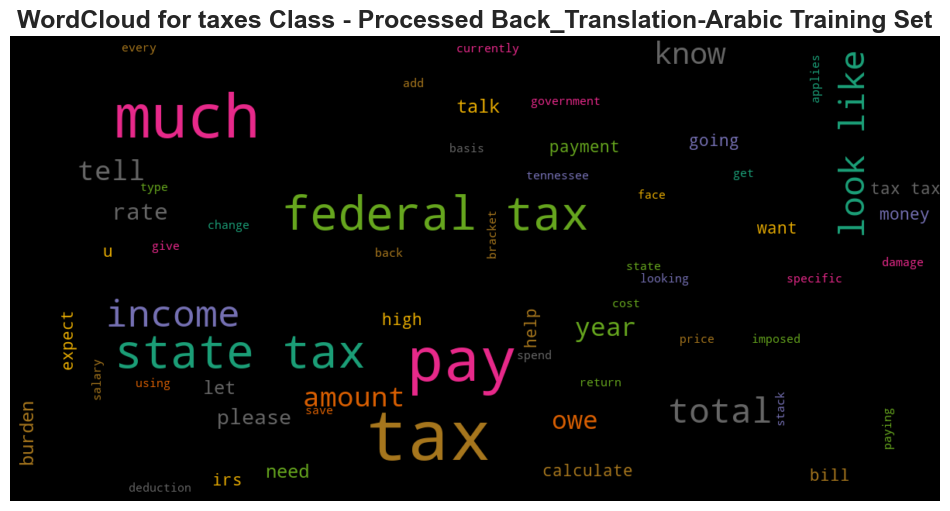 WordCloud for taxes Class - Processed Back_Translation-Arabic Training Set
every
currently
know
add
applies
look like
much
talk
government
going
basis
payment
tell
type
tennessee
get
tax tax
rate
federal tax
face
money
change
bracket
want
u
give
back
state
looking
specific
damage
income
cost
expect
high
help
year
price
imposed
state tax
pay
spend
salary
using
let
amount
return
please
save
tax
owe
total
stack
paying
burden
need
irs
calculate
bill
deduction